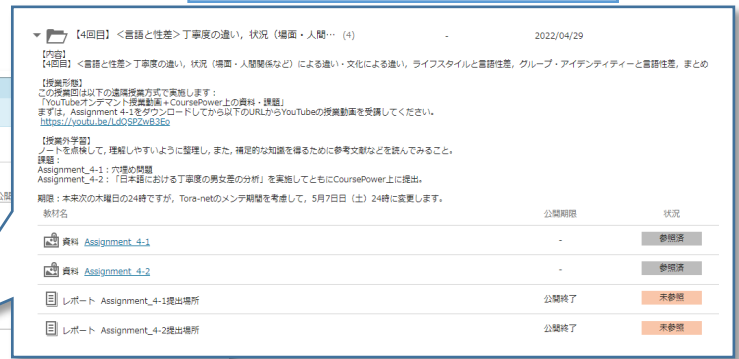 【4回目】＜言語と性差＞丁寧度の違い，状況（場面・人間… (4) - 2022/04/29
【内容】
【4回目】＜言語と性差＞丁寧度の違い，状況（場面・人間関係など）による違い・文化による違い，ライフスタイルと言語性差，グループ・アイデンティティーと言語性差，まとめ
【授業形態】
この授業回は以下の遠隔授業方式で実施します：
「YouTubeオンデマント授業動画＋CoursePower上の資料・課題」
まずは，Assignment 4-1をダウンロードしてから以下のURLからYouTubeの授業動画を受講してください。
https://youtu.be/LdQSPZwB3Eo
【授業外学習】
ノートを点検して，理解しやすいように整理し，また，補足的な知識を得るために参考文献などを読んでみること。
課題：
Assignment_4-1：穴埋め問題
Assignment_4-2：「日本語における丁寧度の男女差の分析」を実施してともにCoursePower上に提出。
期限：本来次の木曜日の24時ですが，Tora-netのメンテ期間を考慮して，5月7日日（土）24時に変更します。
教材名 公開期限 状況
資料 Assignment_4-1 - 参照済
資料 Assignment_4-2 - 参照済
レポート Assignment_4-1提出場所 公開終了 未参照
レポート Assignment_4-2提出場所 公開終了 未参照